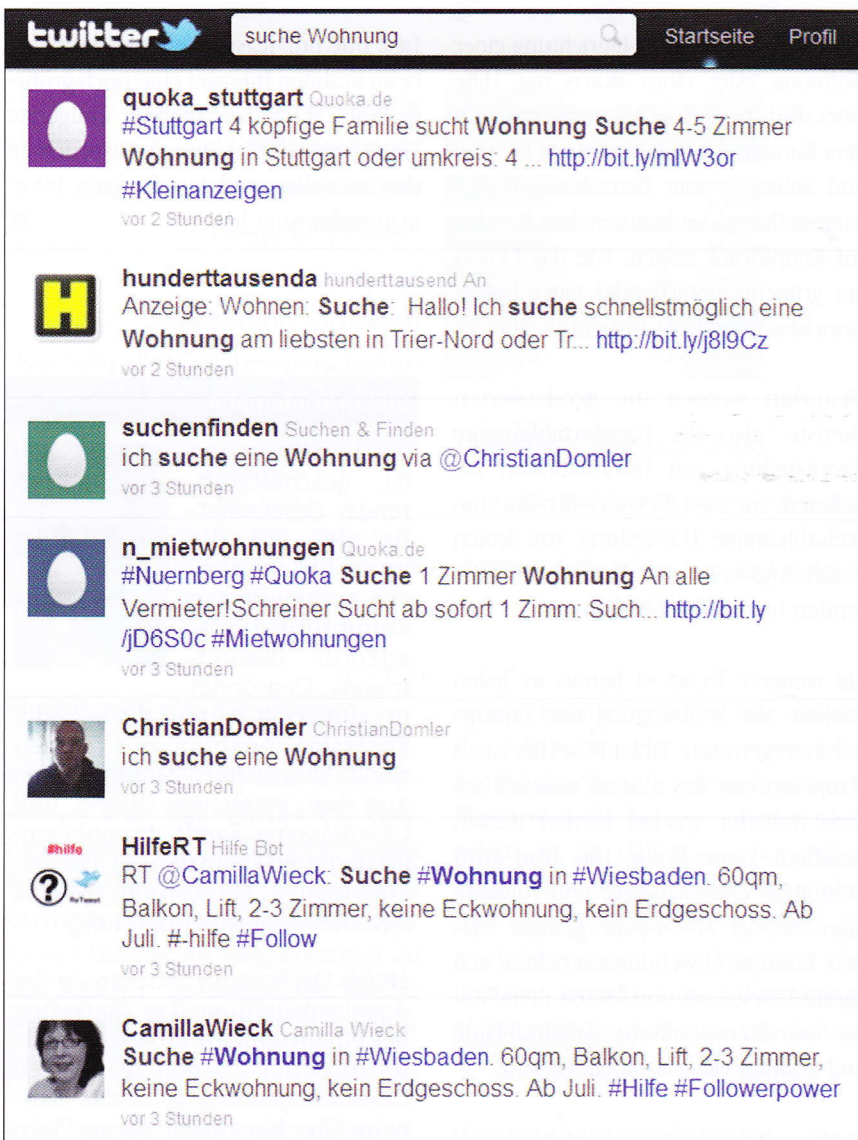 twitter suche Wohnung Startseite Profil
quoka_stuttgart Quoka.de
#Stuttgart 4 köpfige Familie sucht Wohnung Suche 4-5 Zimmer
Wohnung in Stuttgart oder umkreis: 4 ... http://bit.ly/mlW3or
#Kleinanzeigen
vor 2 Stunden
H
hunderttausenda hunderttausend An
Anzeige: Wohnen: Suche: Hallo! Ich suche schnellstmöglich eine
Wohnung am liebsten in Trier-Nord oder Tr... http://bit.ly/j8l9Cz
vor 2 Stunden
suchenfinden Suchen & Finden
ich suche eine Wohnung via @ChristianDomler
vor 3 Stunden
n_mietwohnungen Quoka.de
#Nuernberg #Quoka Suche 1 Zimmer Wohnung An alle
Vermieter!Schreiner Sucht ab sofort 1 Zimm: Such... http://bit.ly
/jD6S0c #Mietwohnungen
vor 3 Stunden
ChristianDomler ChristianDomler
ich suche eine Wohnung
vor 3 Stunden
#hilfe
?
ReTweet
HilfeRT Hilfe Bot
RT @CamillaWieck: Suche #Wohnung in #Wiesbaden. 60qm,
Balkon, Lift, 2-3 Zimmer, keine Eckwohnung, kein Erdgeschoss. Ab
Juli. #-hilfe #Follow
vor 3 Stunden
CamillaWieck Camilla Wieck
Suche #Wohnung in #Wiesbaden. 60qm, Balkon, Lift, 2-3 Zimmer,
keine Eckwohnung, kein Erdgeschoss. Ab Juli. #Hilfe #Followerpower
vor 3 Stunden